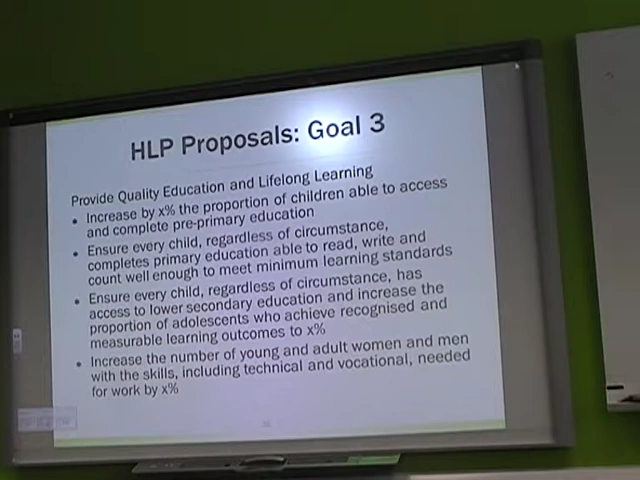 HLP Proposals: Goal 3
Provide Quality Education and Lifelong Learning
• Increase by x% the proportion of children able to access
and complete pre-primary education
• Ensure every child, regardless of circumstance,
completes primary education able to read, write and
count well enough to meet minimum learning standards
• Ensure every child, regardless of circumstance, has
access to lower secondary education and increase the
proportion of adolescents who achieve recognised and
measurable learning outcomes to x%
• Increase the number of young and adult women and men
with the skills, including technical and vocational, needed
for work by x%